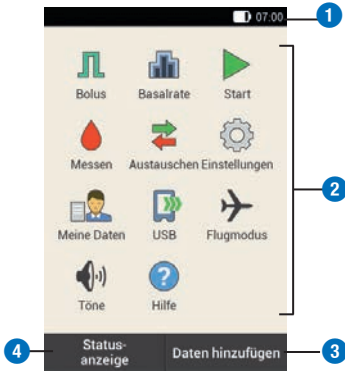 07:00
1
Bolus Basalrate Start
Messen Austauschen Einstellungen
2
Meine Daten USB Flugmodus
Töne Hilfe
4
Status-
anzeige
Daten hinzufügen
3